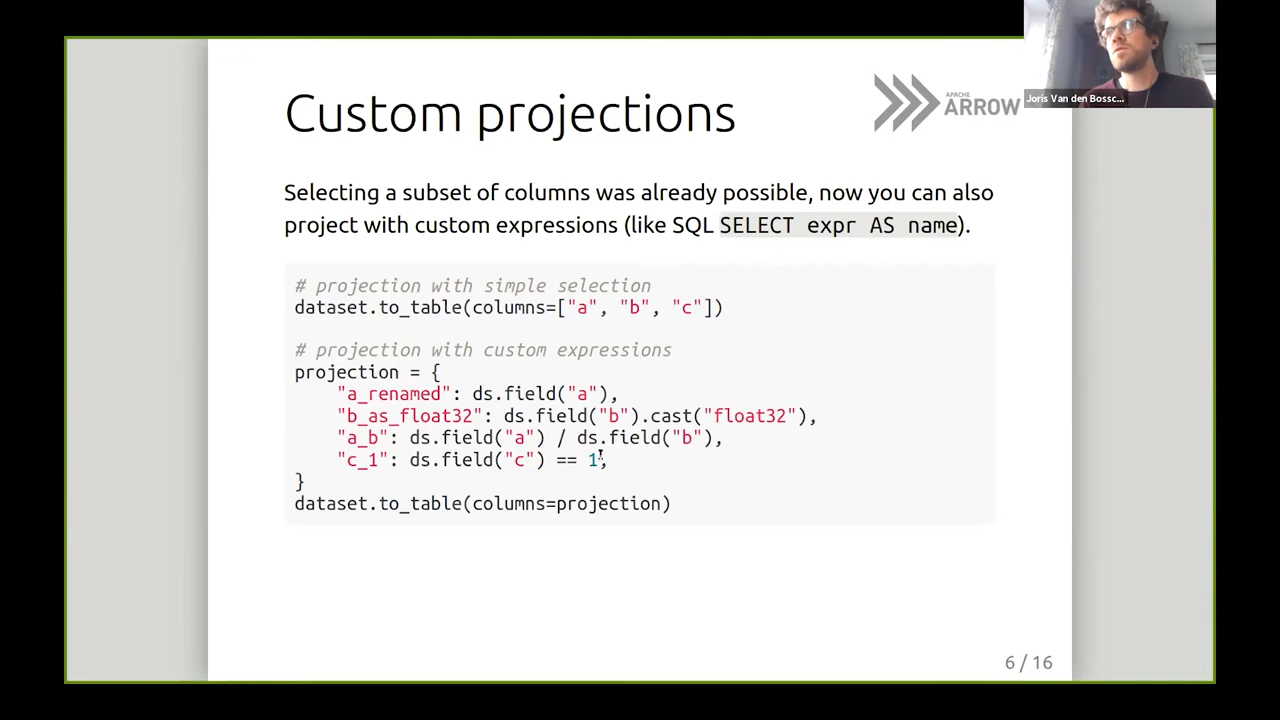 Custom projections
APACHE
ARROW
Joris Van den Bossc...
Selecting a subset of columns was already possible, now you can also
project with custom expressions (like SQL SELECT expr AS name).
# projection with simple selection
dataset.to_table(columns=["a", "b", "c"])
# projection with custom expressions
projection = {
    "a_renamed": ds.field("a"),
    "b_as_float32": ds.field("b").cast("float32"),
    "a_b": ds.field("a") / ds.field("b"),
    "c_1": ds.field("c") == 1,
}
dataset.to_table(columns=projection)
6 / 16